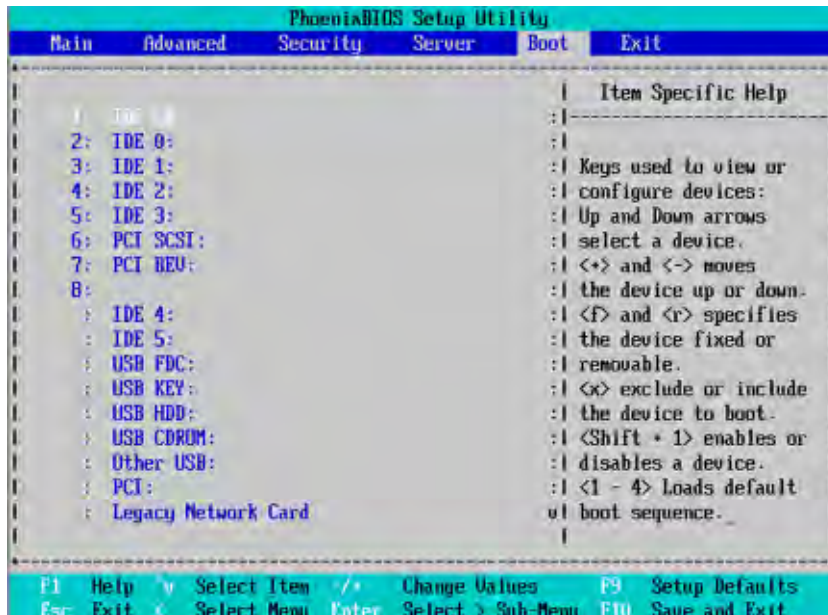 PhoenixBIOS Setup Utility
Main Advanced Security Server Boot Exit
Item Specific Help
2: IDE 0:
3: IDE 1: Keys used to view or
4: IDE 2: configure devices:
5: IDE 3: Up and Down arrows
6: PCI SCSI: select a device.
7: PCI BEV: <+> and <-> moves
8: the device up or down.
: IDE 4: <f> and <r> specifies
: IDE 5: the device fixed or
: USB FDC: removable.
: USB KEY: <x> exclude or include
: USB HDD: the device to boot.
: USB CDROM: <Shift + 1> enables or
: Other USB: disables a device.
: PCI: <1 - 4> Loads default
: Legacy Network Card boot sequence.
F1 Help Select Item -/+ Change Values F9 Setup Defaults
Esc Exit Select Menu Enter Select > Sub-Menu F10 Save and Exit